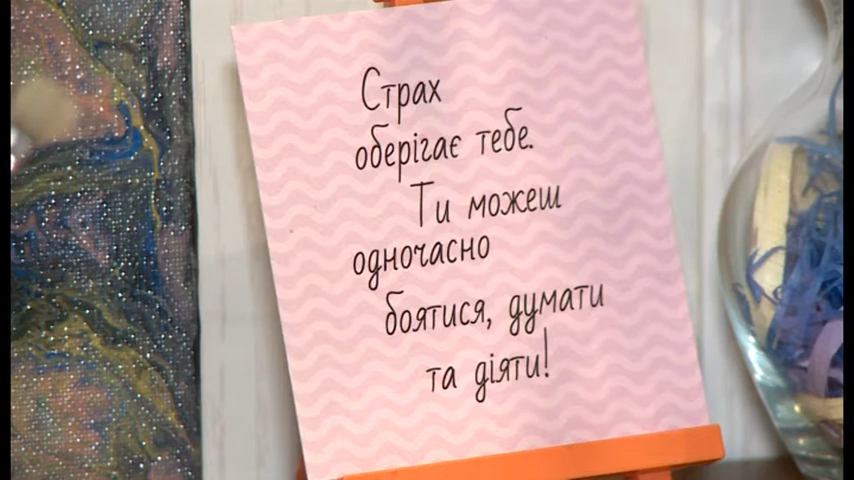 Страх
оберігає тебе.
Ти можеш
одночасно
боятися, думати
та діяти!